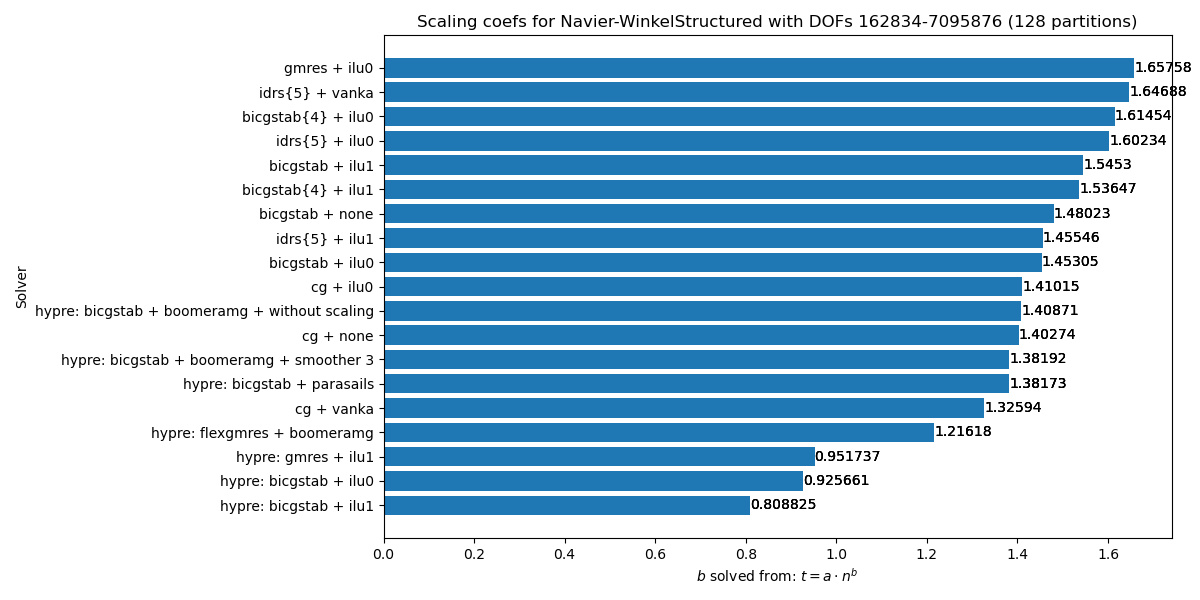 Scaling coefs for Navier-WinkelStructured with DOFs 162834-7095876 (128 partitions)
Solver
gmres + ilu0 1.65758
idrs{5} + vanka 1.64688
bicgstab{4} + ilu0 1.61454
idrs{5} + ilu0 1.60234
bicgstab + ilu1 1.5453
bicgstab{4} + ilu1 1.53647
bicgstab + none 1.48023
idrs{5} + ilu1 1.45546
bicgstab + ilu0 1.45305
cg + ilu0 1.41015
hypre: bicgstab + boomeramg + without scaling 1.40871
cg + none 1.40274
hypre: bicgstab + boomeramg + smoother 3 1.38192
hypre: bicgstab + parasails 1.38173
cg + vanka 1.32594
hypre: flexgmres + boomeramg 1.21618
hypre: gmres + ilu1 0.951737
hypre: bicgstab + ilu0 0.925661
hypre: bicgstab + ilu1 0.808825
0.0 0.2 0.4 0.6 0.8 1.0 1.2 1.4 1.6
b solved from: t = a · n^b